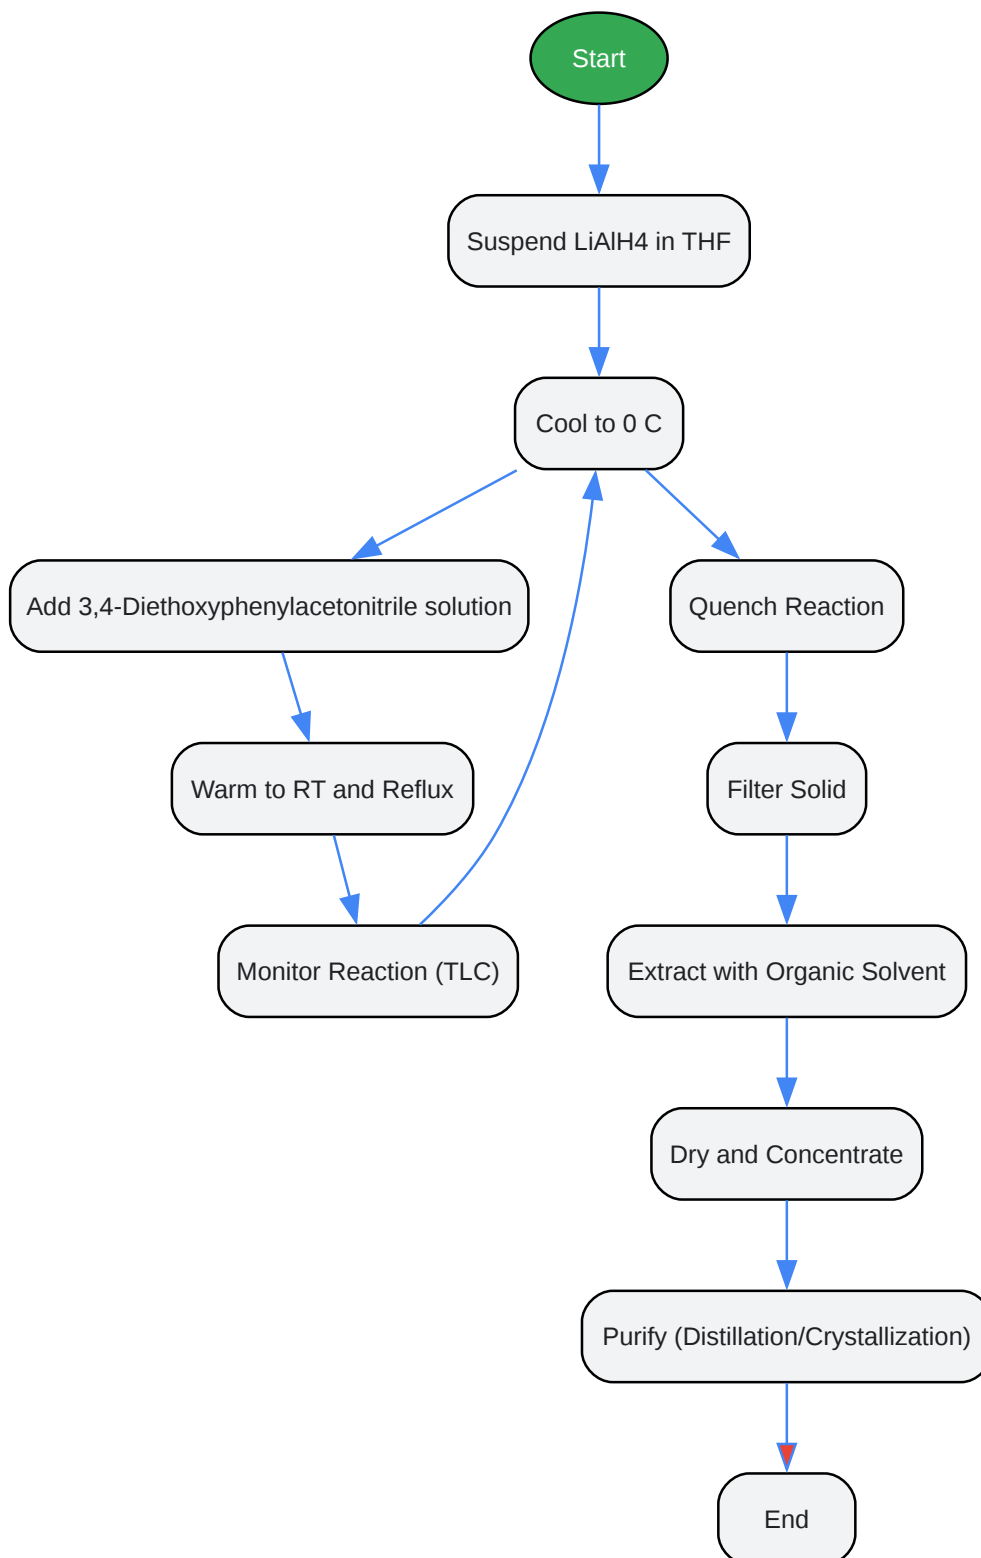 Start
Suspend LiAlH4 in THF
Cool to 0 C
Add 3,4-Diethoxyphenylacetonitrile solution
Quench Reaction
Warm to RT and Reflux
Filter Solid
Monitor Reaction (TLC)
Extract with Organic Solvent
Dry and Concentrate
Purify (Distillation/Crystallization)
End